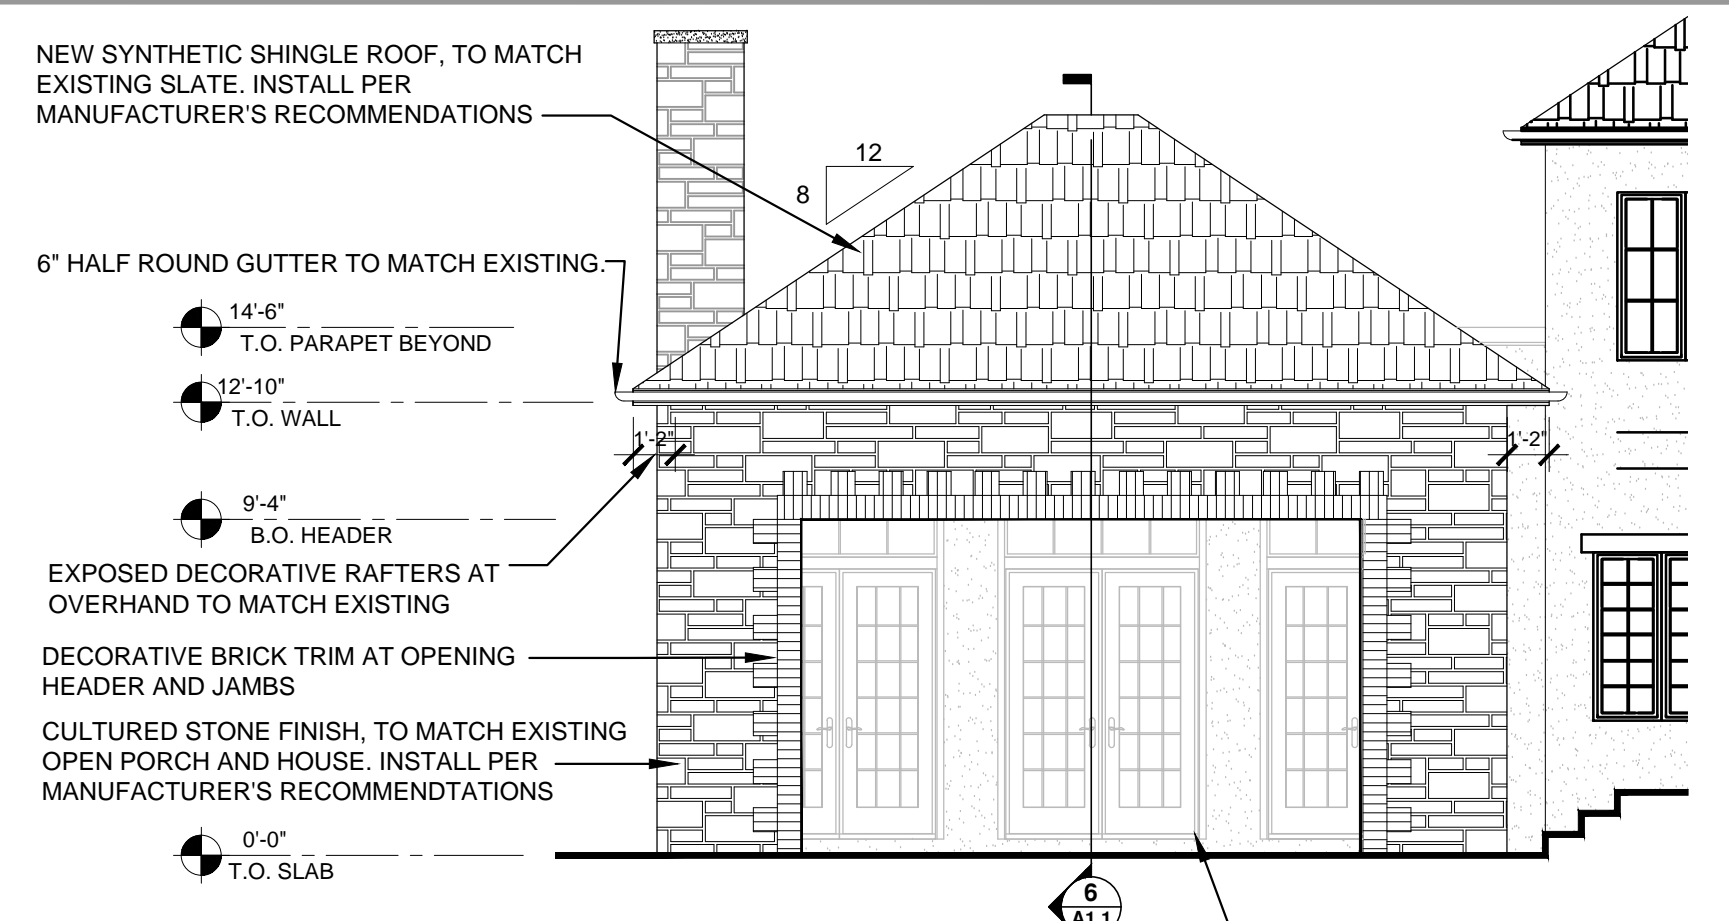 NEW SYNTHETIC SHINGLE ROOF, TO MATCH
EXISTING SLATE. INSTALL PER
MANUFACTURER'S RECOMMENDATIONS
12
8
6" HALF ROUND GUTTER TO MATCH EXISTING.
14'-6"
T.O. PARAPET BEYOND
12'-10"
T.O. WALL
1'-2"
1'-2"
9'-4"
B.O. HEADER
EXPOSED DECORATIVE RAFTERS AT
OVERHAND TO MATCH EXISTING
DECORATIVE BRICK TRIM AT OPENING
HEADER AND JAMBS
CULTURED STONE FINISH, TO MATCH EXISTING
OPEN PORCH AND HOUSE. INSTALL PER
MANUFACTURER'S RECOMMENDTATIONS
0'-0"
T.O. SLAB
6
A1.1